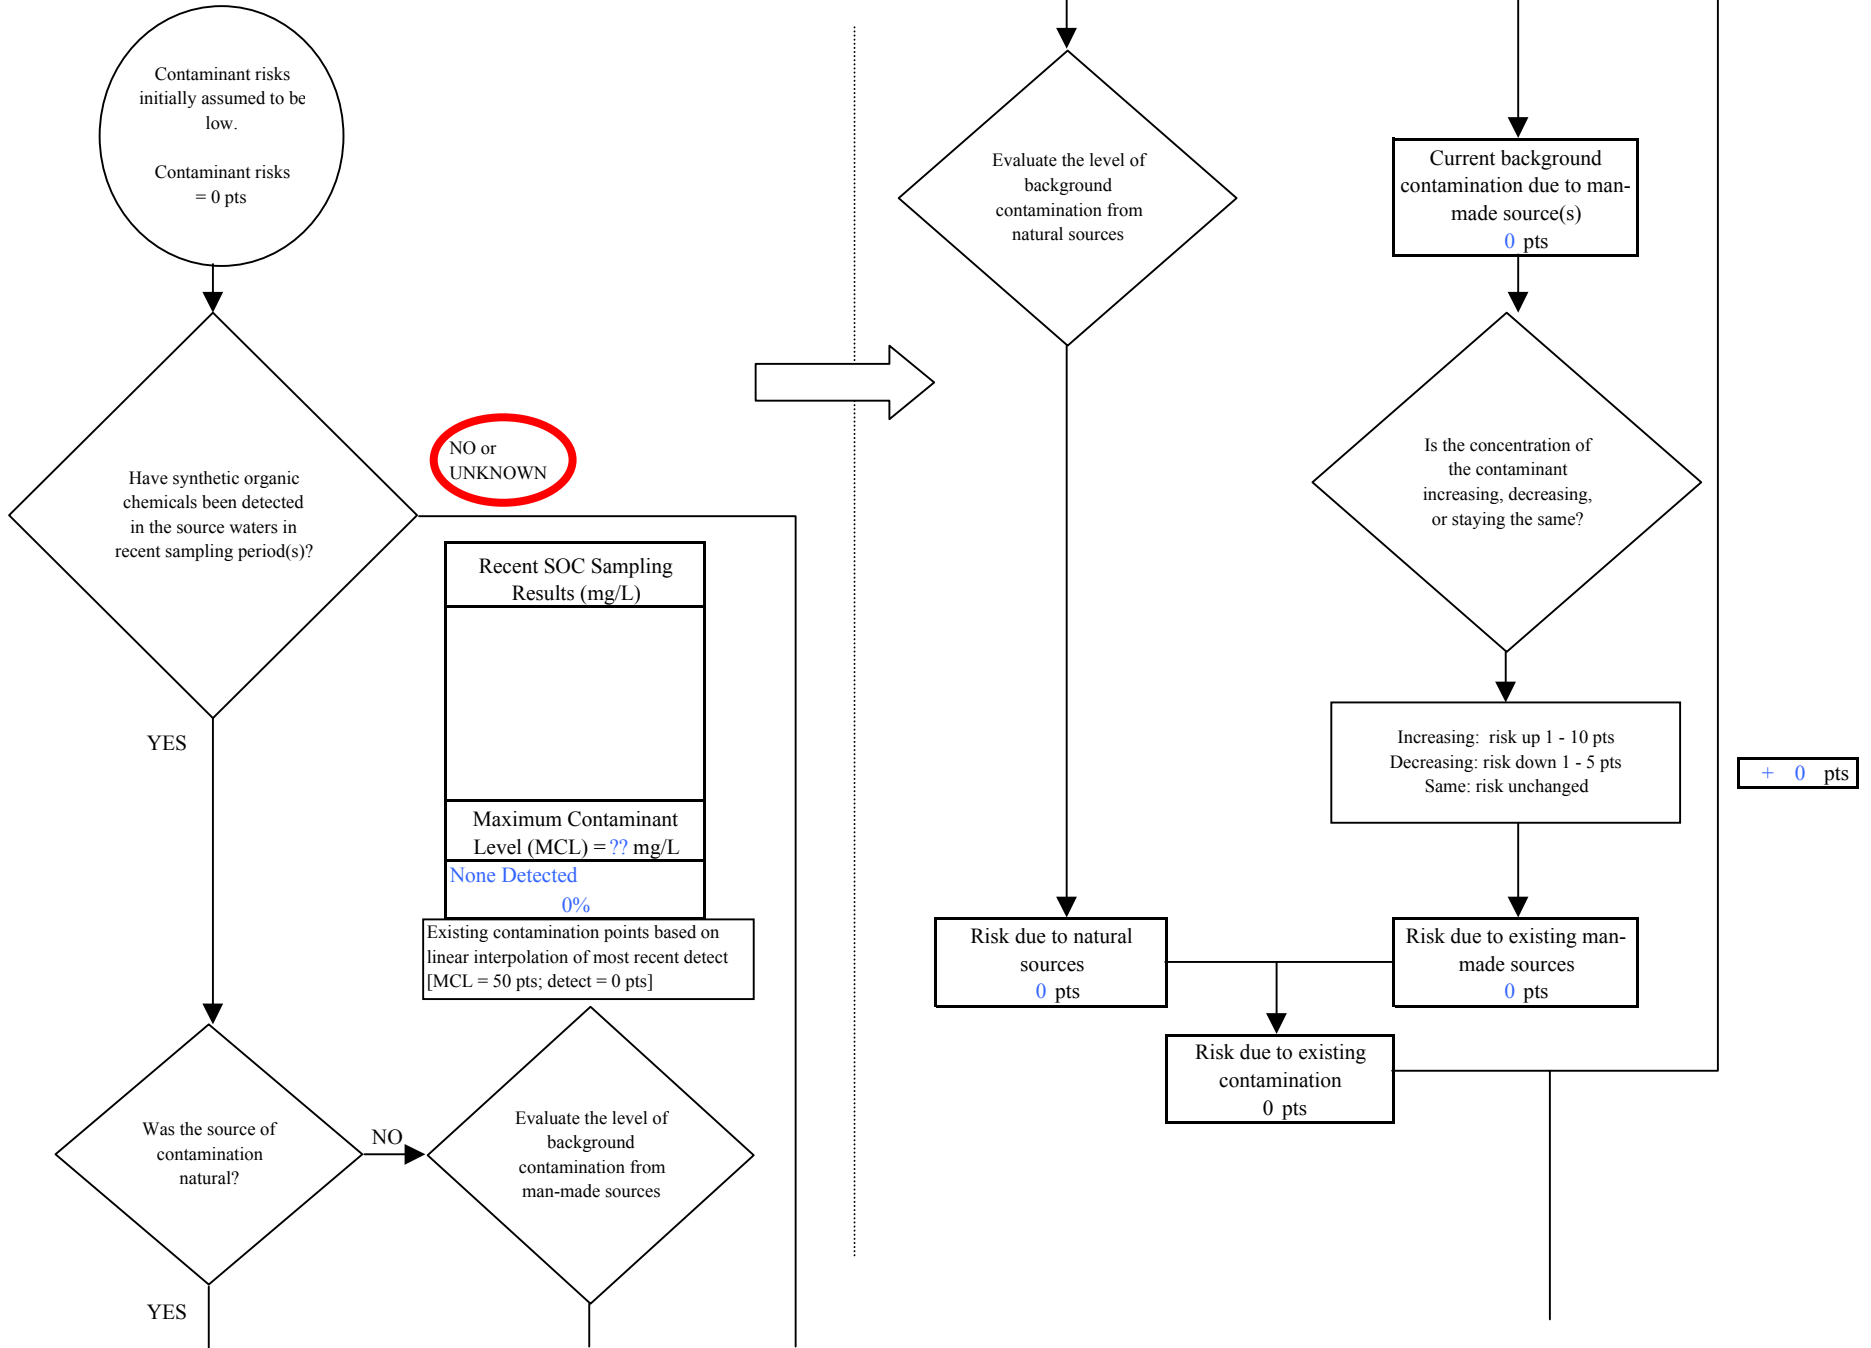 Contaminant risks
initially assumed to be
low.
Contaminant risks
= 0 pts
Have synthetic organic
chemicals been detected
in the source waters in
recent sampling period(s)?
NO or
UNKNOWN
YES
Recent SOC Sampling
Results (mg/L)
Maximum Contaminant
Level (MCL) = ?? mg/L
None Detected
0%
Existing contamination points based on
linear interpolation of most recent detect
[MCL = 50 pts; detect = 0 pts]
Was the source of
contamination
natural?
NO
Evaluate the level of
background
contamination from
man-made sources
YES
Evaluate the level of
background
contamination from
natural sources
Current background
contamination due to man-
made source(s)
0 pts
Is the concentration of
the contaminant
increasing, decreasing,
or staying the same?
Increasing: risk up 1 - 10 pts
Decreasing: risk down 1 - 5 pts
Same: risk unchanged
+ 0 pts
Risk due to natural
sources
0 pts
Risk due to existing man-
made sources
0 pts
Risk due to existing
contamination
0 pts